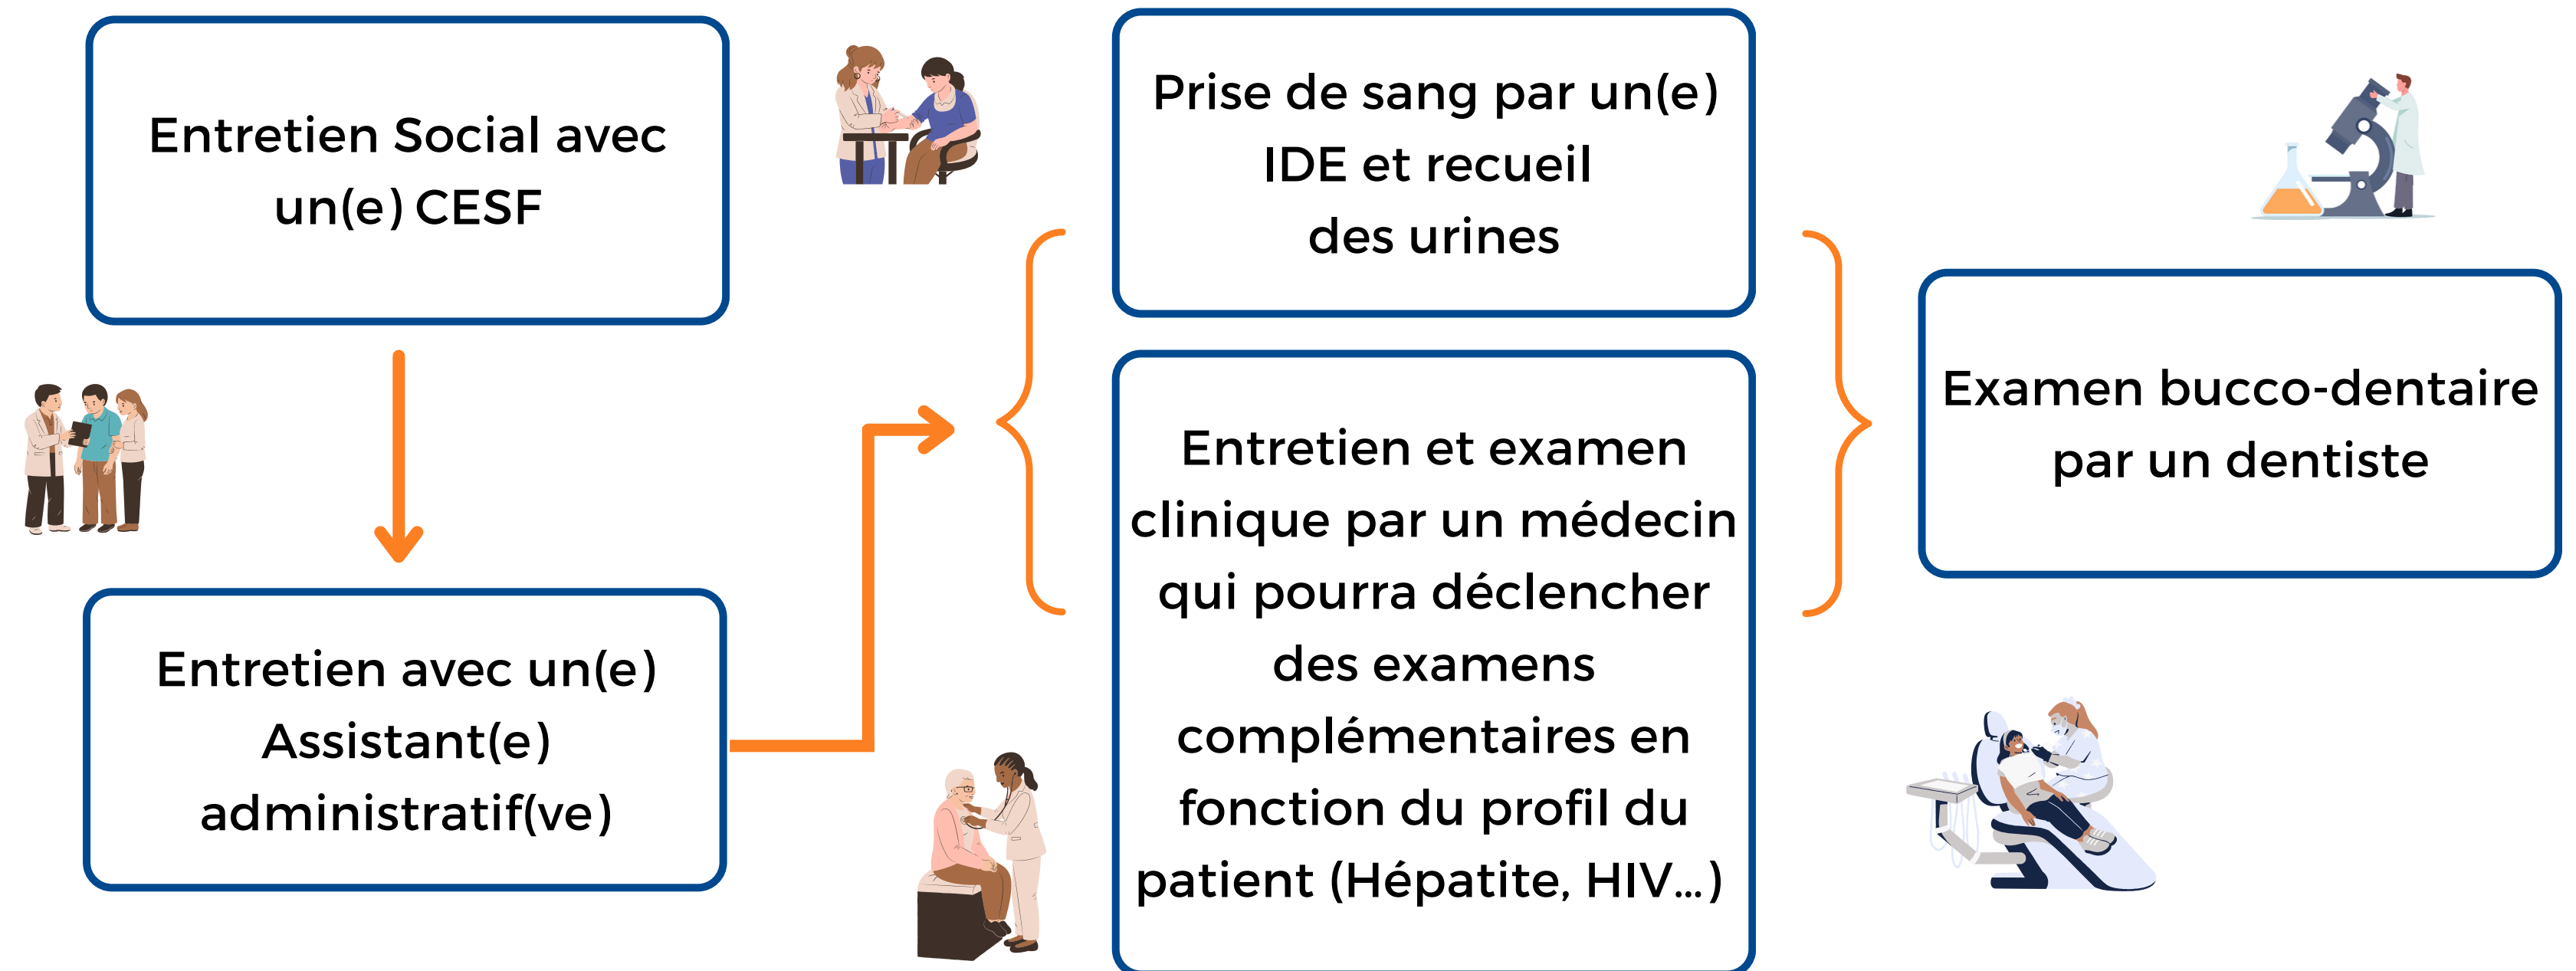 Entretien Social avec
un(e) CESF
Entretien avec un(e)
Assistant(e)
administratif(ve)
Prise de sang par un(e)
IDE et recueil
des urines
Entretien et examen
clinique par un médecin
qui pourra déclencher
des examens
complémentaires en
fonction du profil du
patient (Hépatite, HIV...)
Examen bucco-dentaire
par un dentiste